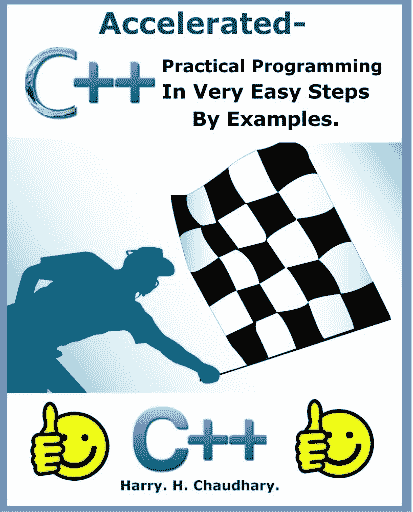 Accelerated-
C++ Practical Programming
In Very Easy Steps
By Examples.
C++
Harry. H. Chaudhary.